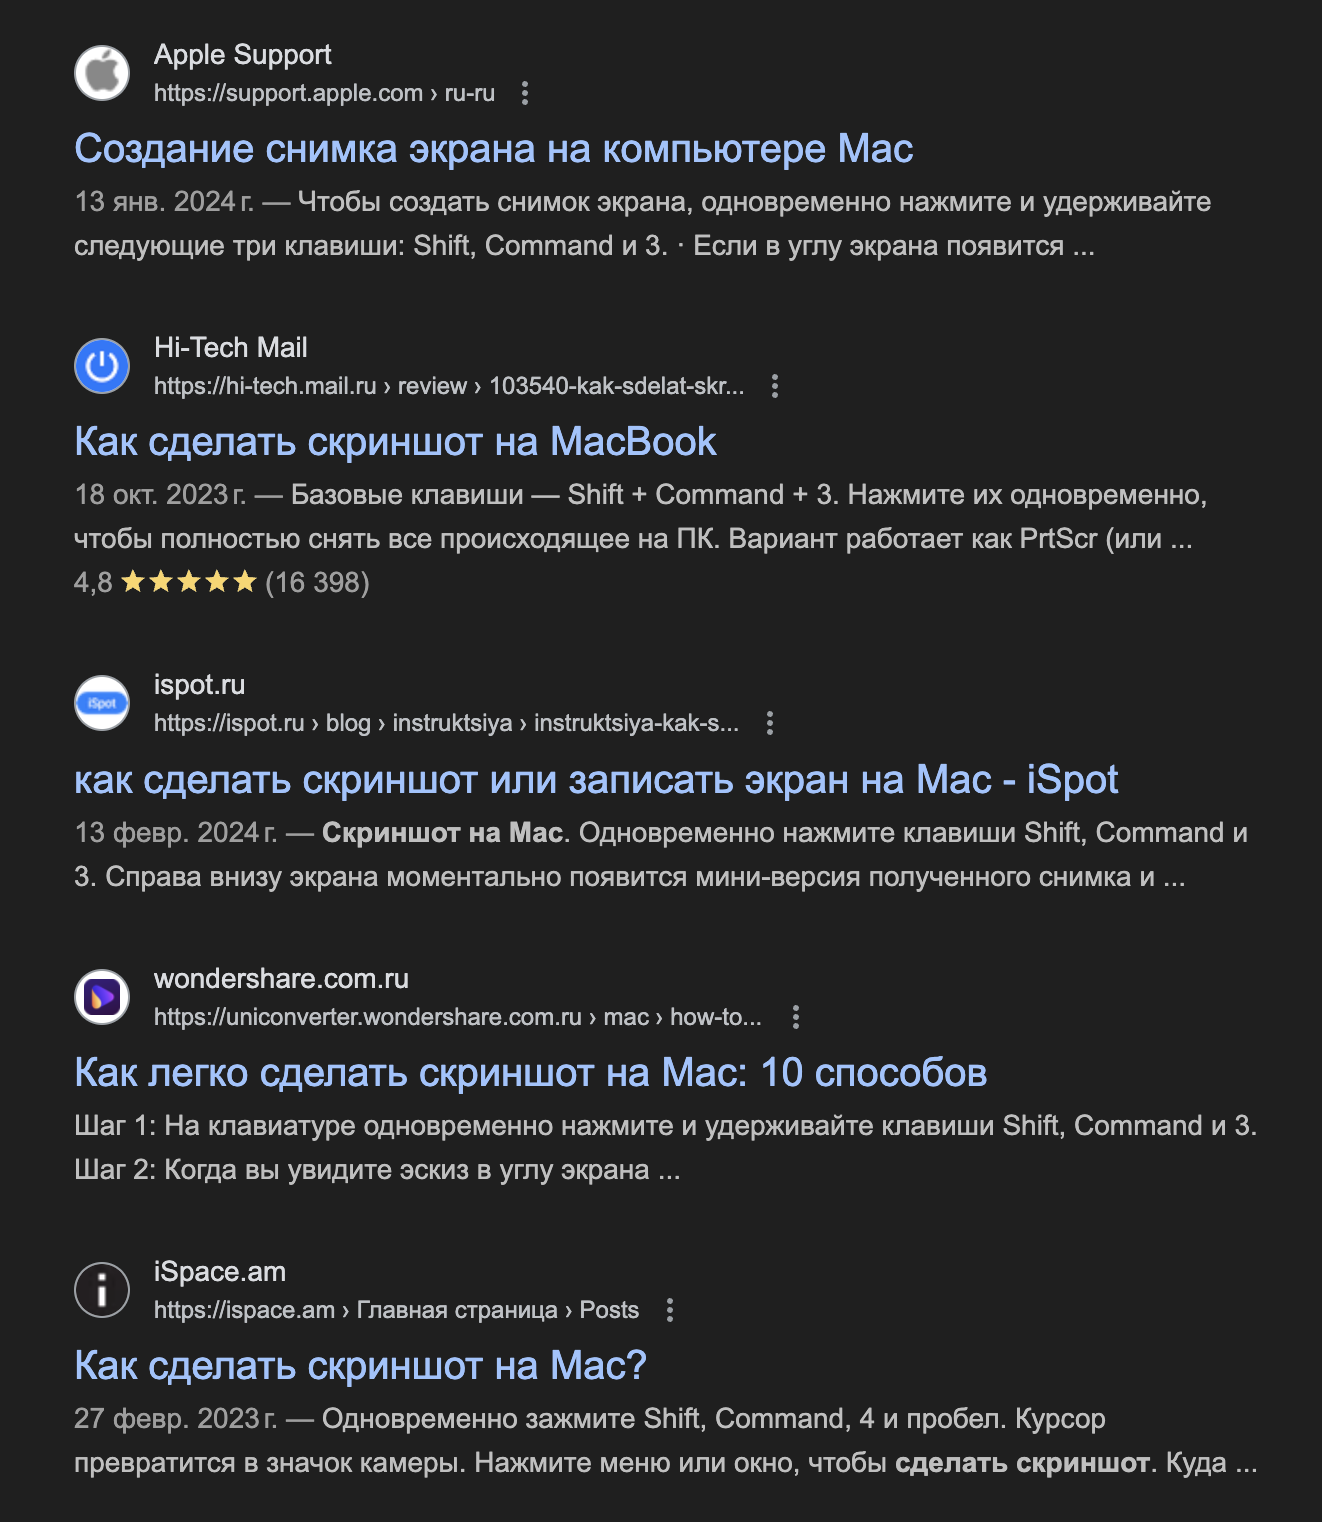 Apple Support
https://support.apple.com › ru-ru
Создание снимка экрана на компьютере Mac
13 янв. 2024 г. — Чтобы создать снимок экрана, одновременно нажмите и удерживайте
следующие три клавиши: Shift, Command и 3. · Если в углу экрана появится ...
Hi-Tech Mail
https://hi-tech.mail.ru › review › 103540-kak-sdelat-skr...
Как сделать скриншот на MacBook
18 окт. 2023 г. — Базовые клавиши — Shift + Command + 3. Нажмите их одновременно,
чтобы полностью снять все происходящее на ПК. Вариант работает как PrtScr (или ...
4,8 ★★★★★ (16 398)
ispot.ru
iSpot
https://ispot.ru › blog › instruktsiya › instruktsiya-kak-s...
как сделать скриншот или записать экран на Mac - iSpot
13 февр. 2024 г. — Скриншот на Mac. Одновременно нажмите клавиши Shift, Command и
3. Справа внизу экрана моментально появится мини-версия полученного снимка и ...
wondershare.com.ru
https://uniconverter.wondershare.com.ru › mac › how-to...
Как легко сделать скриншот на Mac: 10 способов
Шаг 1: На клавиатуре одновременно нажмите и удерживайте клавиши Shift, Command и 3.
Шаг 2: Когда вы увидите эскиз в углу экрана ...
iSpace.am
i
https://ispace.am › Главная страница › Posts
Как сделать скриншот на Mac?
27 февр. 2023 г. — Одновременно зажмите Shift, Command, 4 и пробел. Курсор
превратится в значок камеры. Нажмите меню или окно, чтобы сделать скриншот. Куда ...